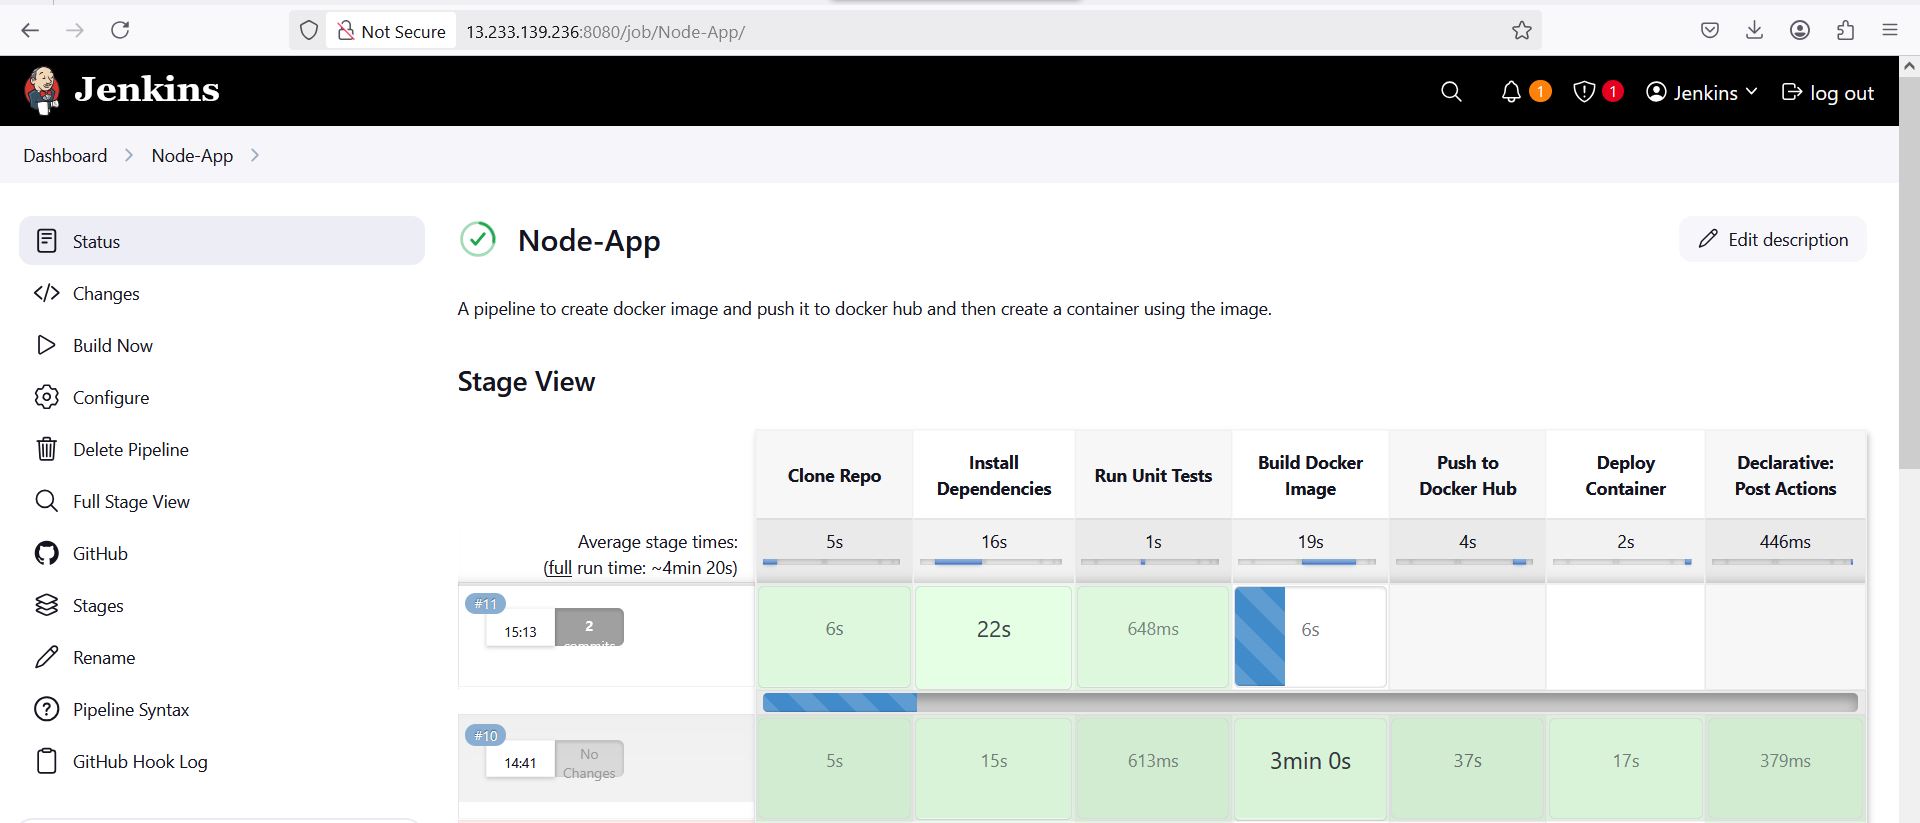 Not Secure 13.233.139.236:8080/job/Node-App/
Jenkins
1
1
Jenkins
log out
Dashboard
Node-App
Status
Changes
Build Now
Configure
Delete Pipeline
Full Stage View
GitHub
Stages
Rename
Pipeline Syntax
GitHub Hook Log
Node-App
Edit description
A pipeline to create docker image and push it to docker hub and then create a container using the image.
Stage View
Clone Repo
Install
Dependencies
Run Unit Tests
Build Docker
Image
Push to
Docker Hub
Deploy
Container
Declarative:
Post Actions
Average stage times:
(full run time: ~4min 20s)
5s
16s
1s
19s
4s
2s
446ms
#11
15:13
2
commits
6s
22s
648ms
6s
#10
14:41
No
Changes
5s
15s
613ms
3min 0s
37s
17s
379ms